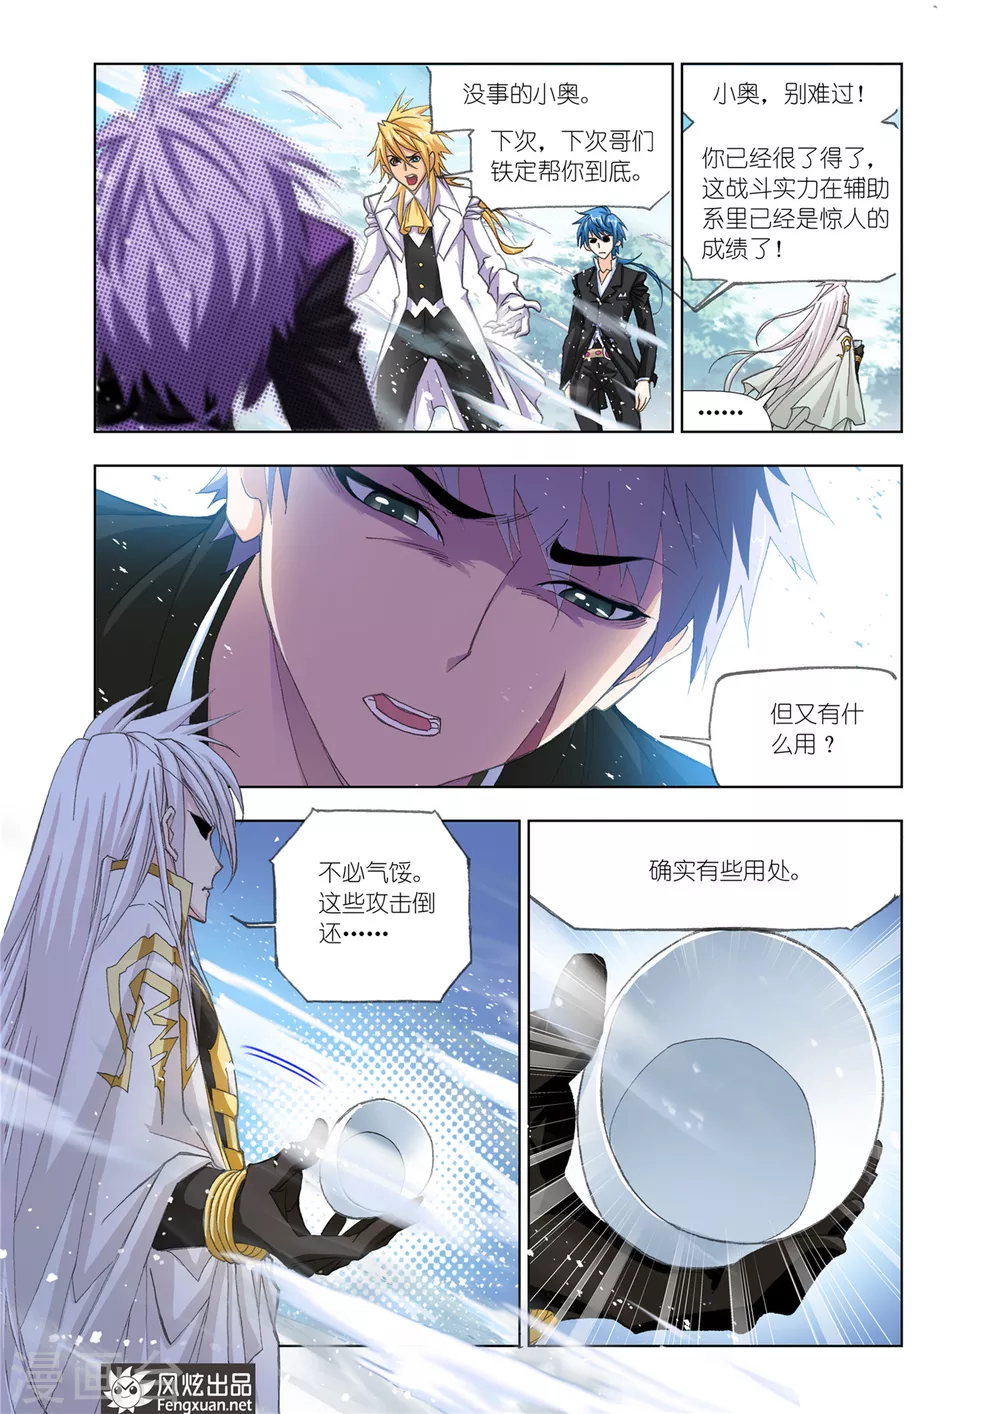 没事的小奥。
下次，下次哥们
铁定帮你到底。
小奥，别难过！
你已经很了得了，
这战斗实力在辅助
系里已经是惊人的
成绩了！
……
但又有什
么用？
不必气馁。
这些攻击倒
还……
确实有些用处。
漫画台
风炫出品
Fengxuan.net